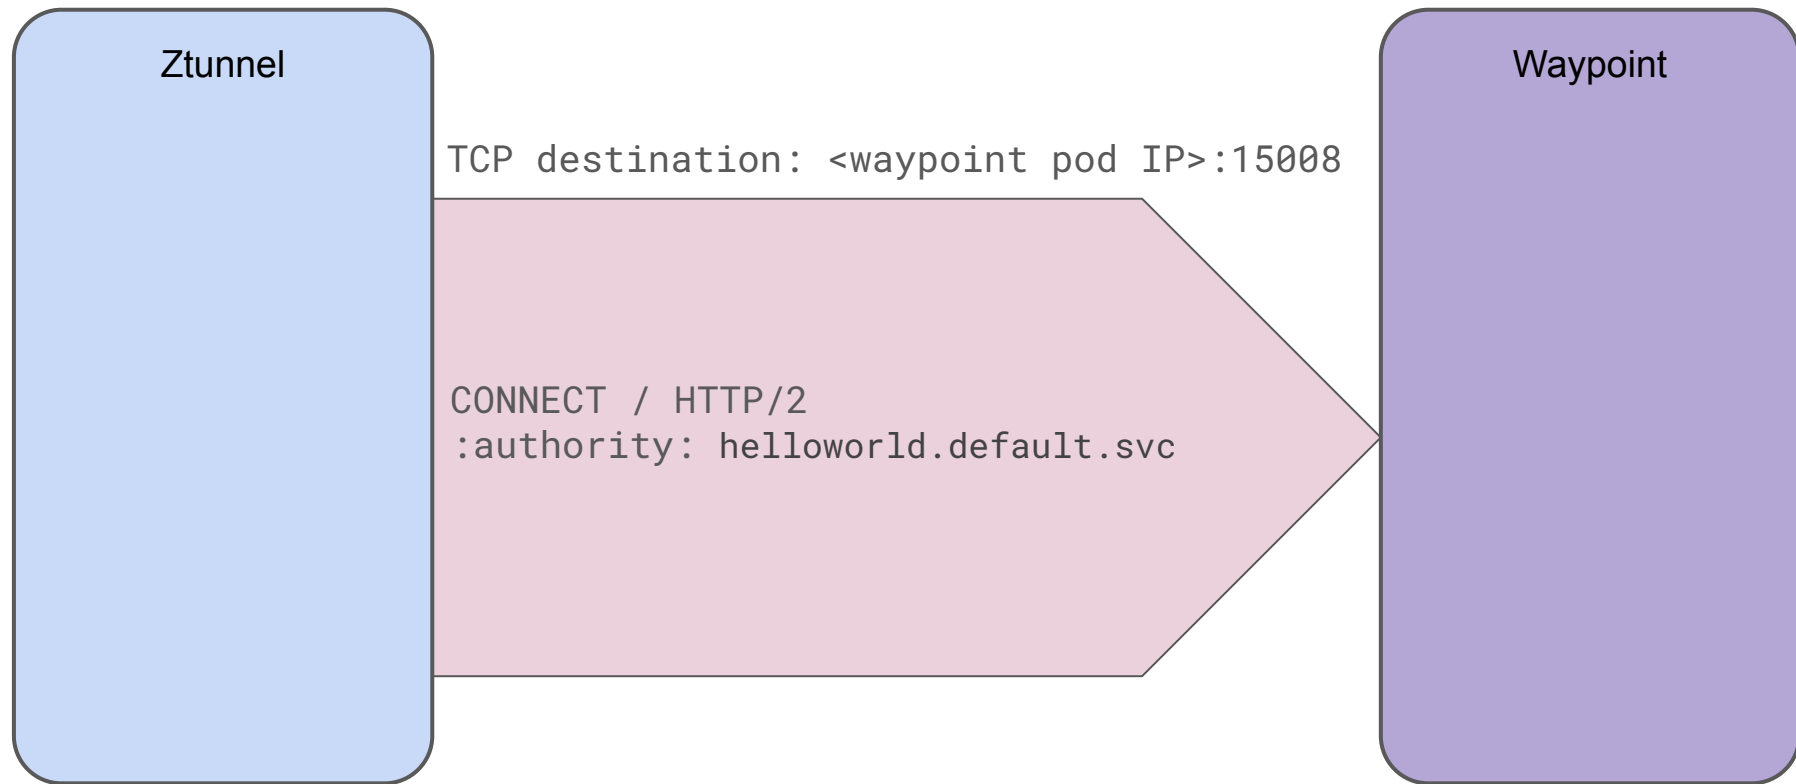 Ztunnel
Waypoint
TCP destination: <waypoint pod IP>:15008
CONNECT / HTTP/2
:authority: helloworld.default.svc